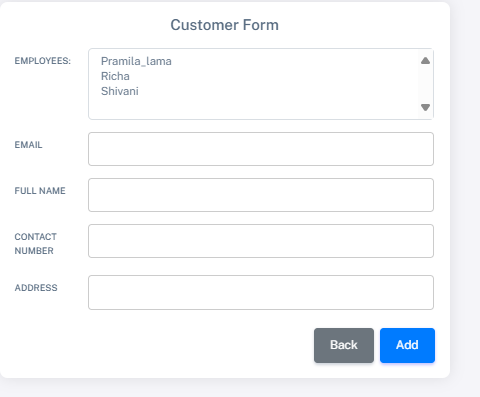 Customer Form
EMPLOYEES:
Pramila_lama
Richa
Shivani
EMAIL
FULL NAME
CONTACT
NUMBER
ADDRESS
Back
Add